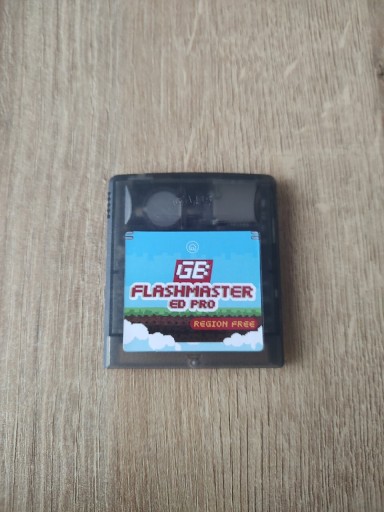 GB
FLASHMASTER
ED PRO
REGION FREE